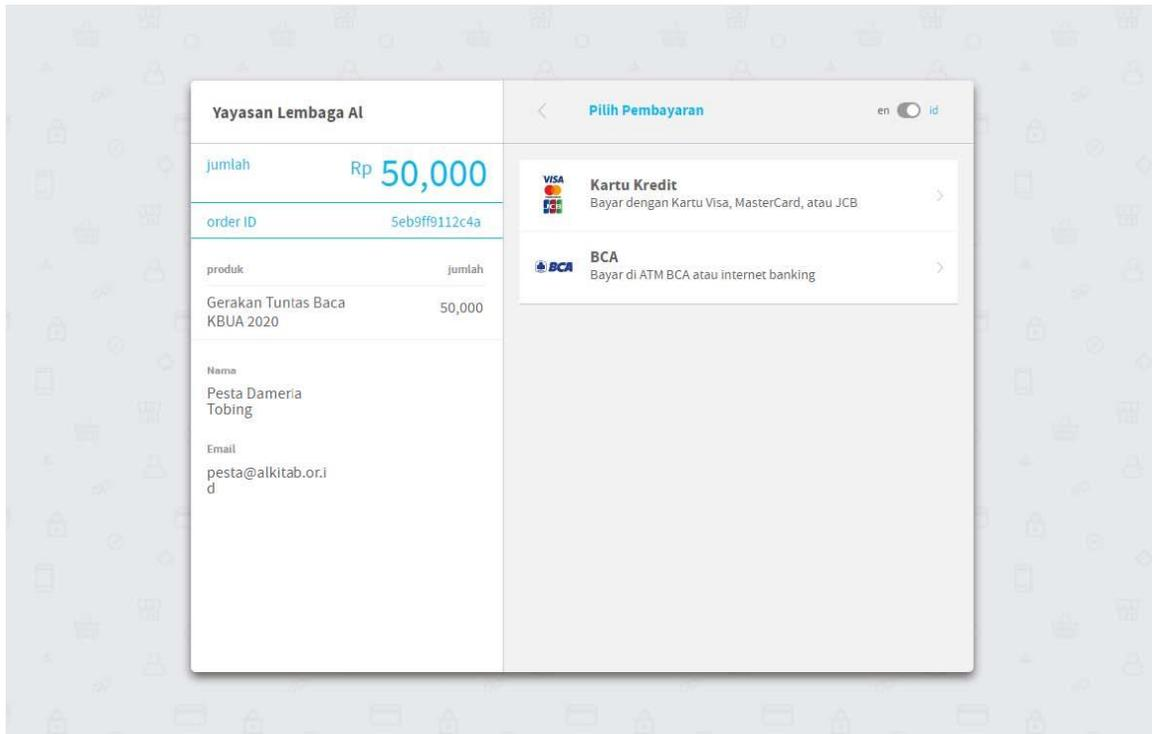 Yayasan Lembaga Al
jumlah Rp 50,000
order ID 5eb9ff9112c4a
produk jumlah
Gerakan Tuntas Baca 50,000
KBUA 2020
Nama
Pesta Dameria
Tobing
Email
pesta@alkitab.or.i
d
Pilih Pembayaran en id
VISA
JCB
Kartu Kredit
Bayar dengan Kartu Visa, MasterCard, atau JCB
BCA
BCA
Bayar di ATM BCA atau internet banking